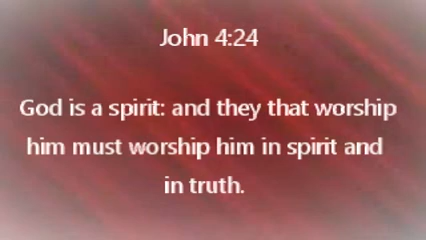 John 4:24
God is a spirit: and they that worship
him must worship him in spirit and
in truth.